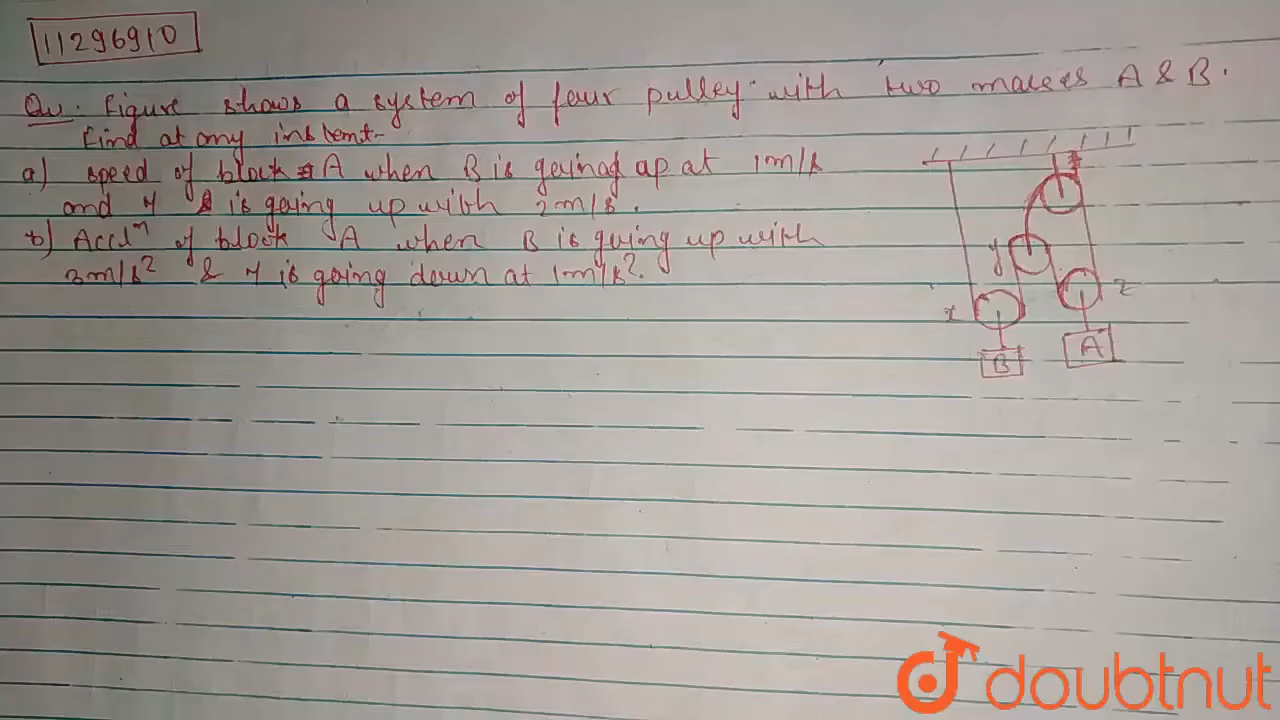 11296910
Qu. Figure shows a system of four pulley with two masses A & B.
Find at any instent-
a) speed of block A when B is going up at 1m/s
and Y is going up with 2m/s.
b) Accln of block A when B is going up with
3m/s² & Y is going down at 1m/s².
y
x
z
B
A
doubtnut